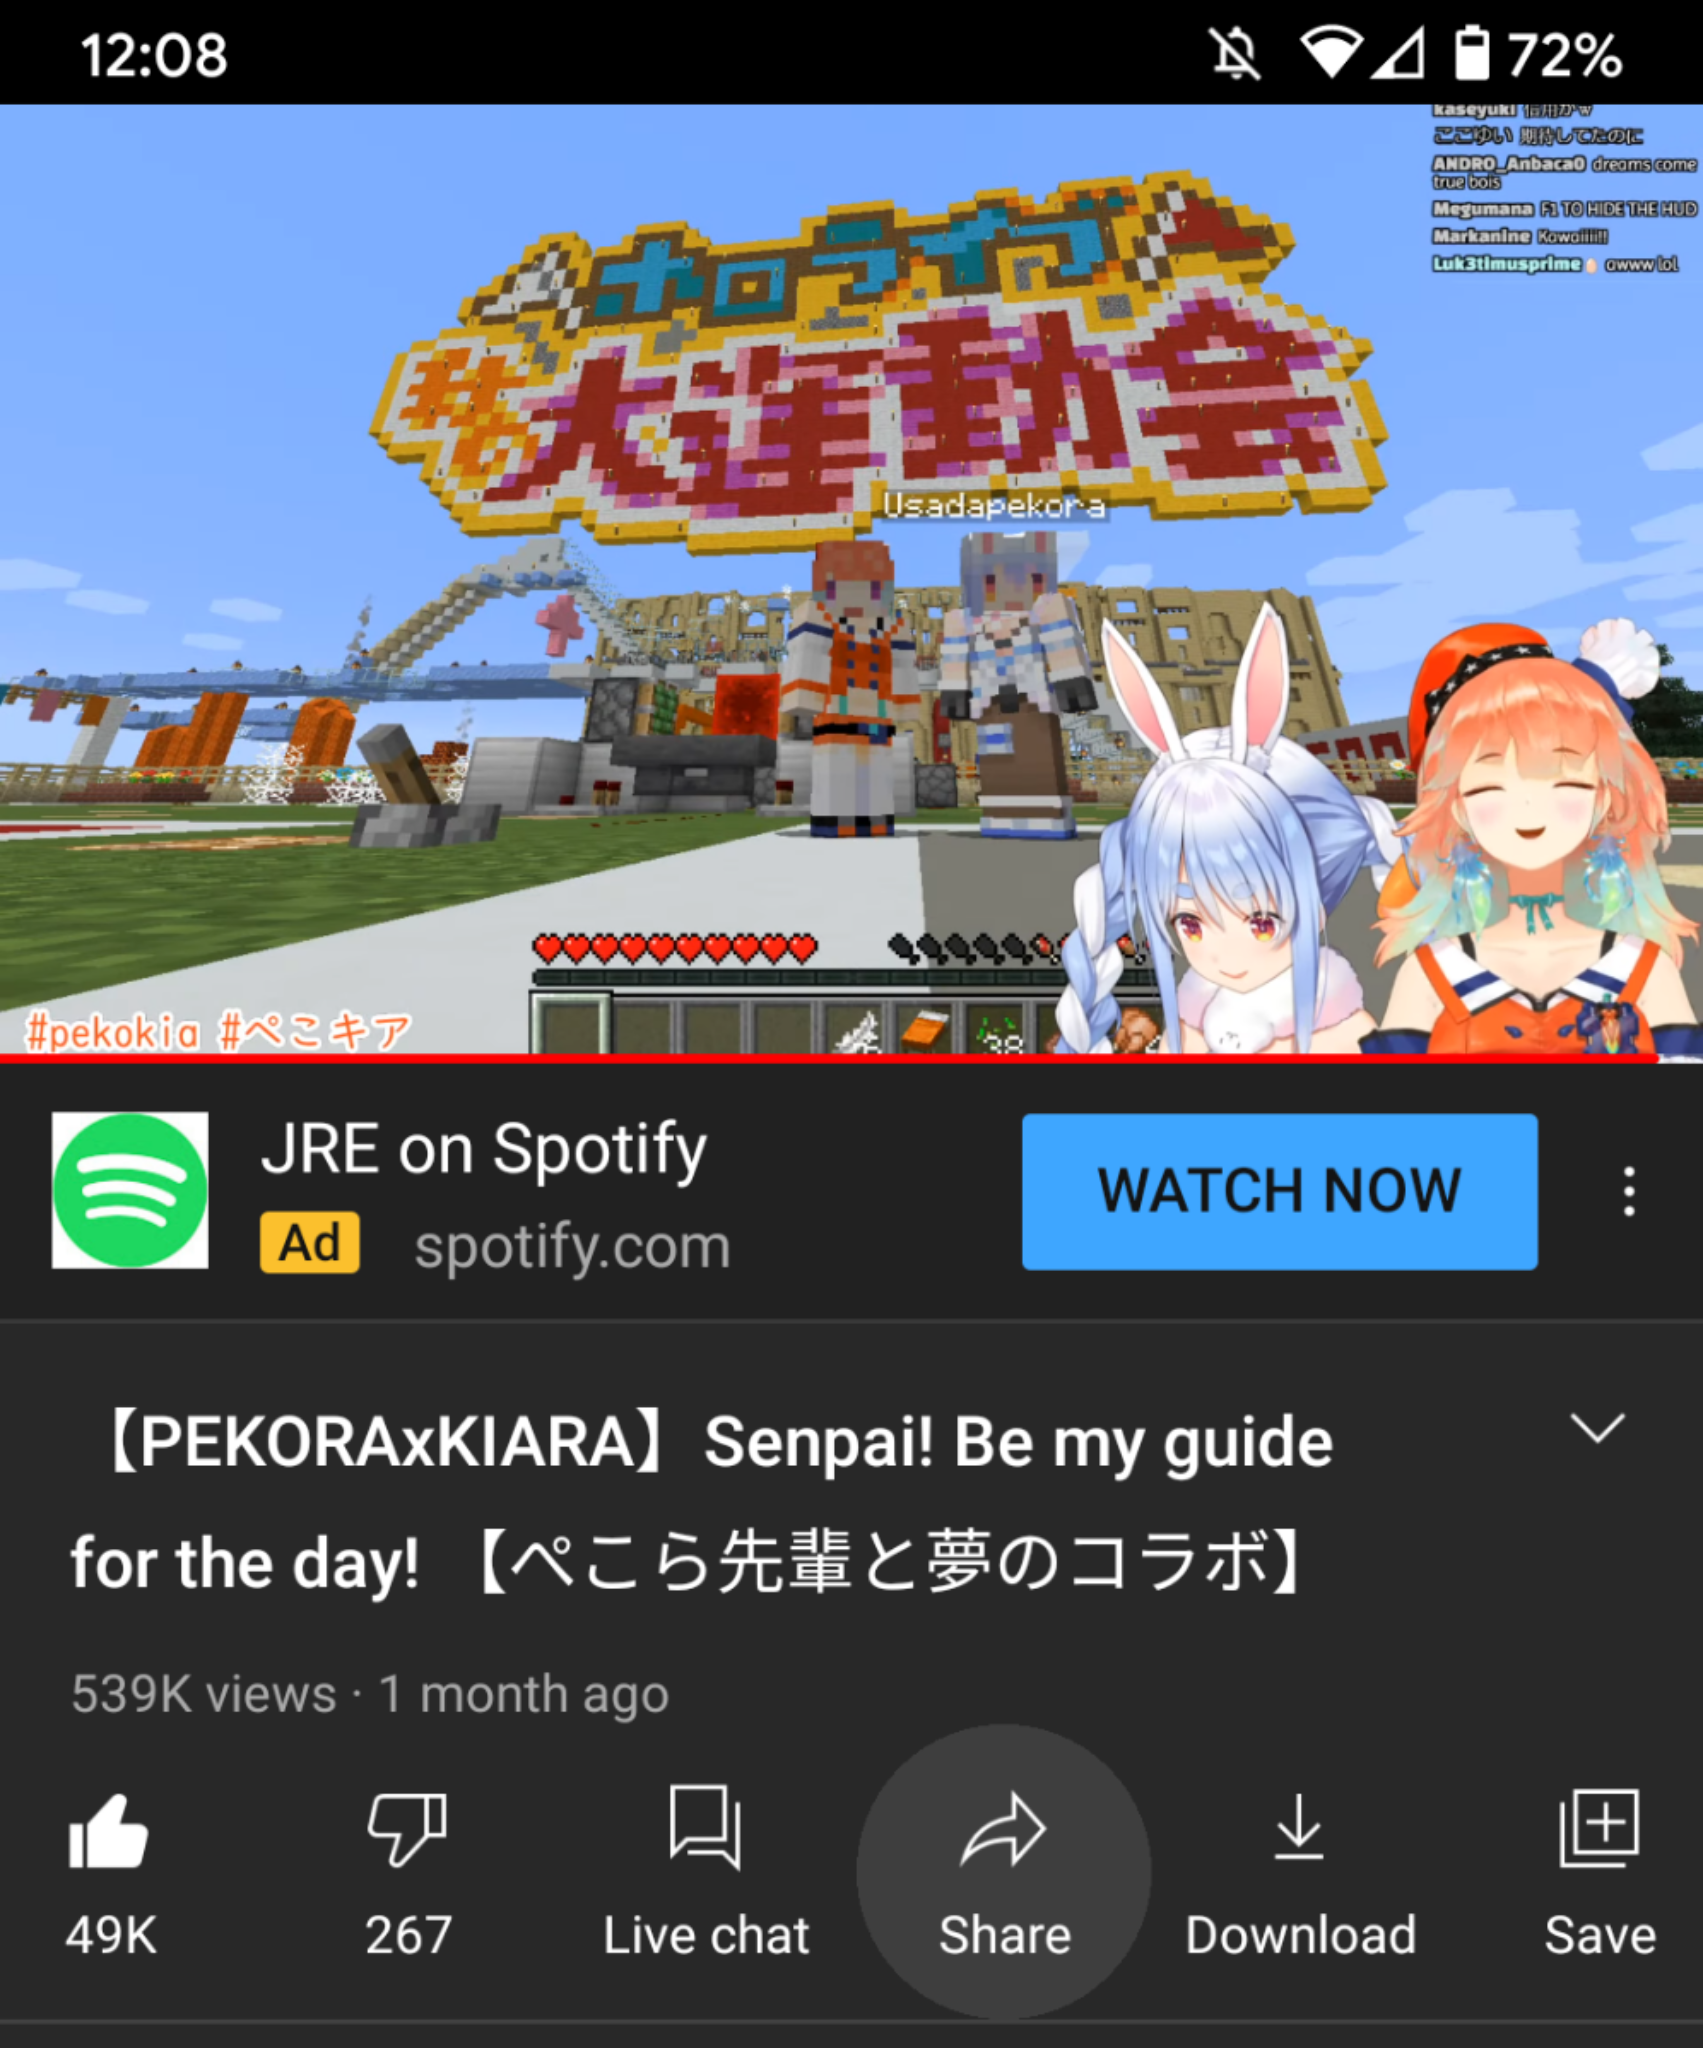 12:08
72%
kaseyuki 信用がw
ここゆい 期待してたのに
ANDRO_Anbaca0 dreams come
true bois
Megumana F1 TO HIDE THE HUD
Markanine Kawaiiii!!
Luk3tlmusprlme awww lol
ホロライブ
秋の大運動会
Usadapekora
38
#pekokia #ぺこキア
JRE on Spotify
Ad spotify.com
WATCH NOW
【PEKORAxKIARA】 Senpai! Be my guide
for the day! 【ぺこら先輩と夢のコラボ】
539K views · 1 month ago
49K
267
Live chat
Share
Download
Save